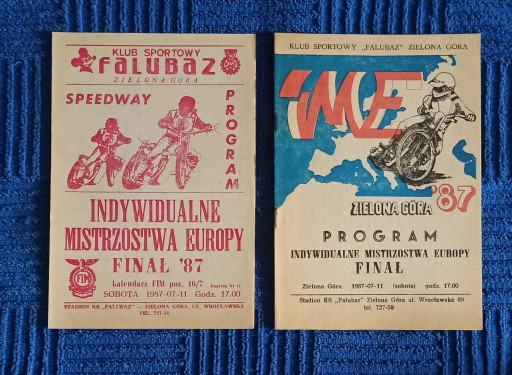 KLUB SPORTOWY
FALUBAZ
ZIELONA GÓRA
SPEEDWAY
PROGRAM
INDYWIDUALNE
MISTRZOSTWA EUROPY
FINAŁ '87
FIM
kalendarz FIM poz. 46/7
SOBOTA 1987-07-11 Godz. 17.00
STADION KS "FALUBAZ" — ZIELONA GÓRA, UL. WROCŁAWSKA
KLUB SPORTOWY „FALUBAZ" ZIELONA GÓRA
IME
'87
ZIELONA GÓRA
PROGRAM
INDYWIDUALNE MISTRZOSTWA EUROPY
FINAŁ
Zielona Góra 1987-07-11 (sobota) godz. 17.00
Stadion KS „Falubaz" Zielona Góra ul. Wrocławska 69
tel. 727-58